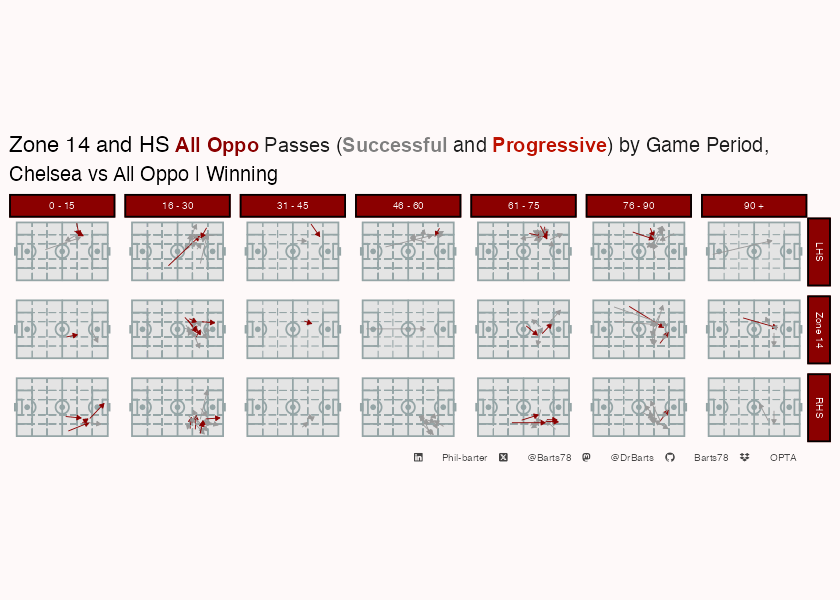 Zone 14 and HS All Oppo Passes (Successful and Progressive) by Game Period,
Chelsea vs All Oppo | Winning
0 - 15 16 - 30 31 - 45 46 - 60 61 - 75 76 - 90 90 +
LHS
Zone 14
RHS
Phil-barter @Barts78 @DrBarts Barts78 OPTA